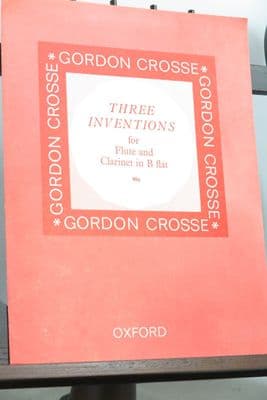 *GORDON CROSSE
*GORDON CROSSE
GORDON CROSSE*
*GORDON CROSSE
THREE
INVENTIONS
for
Flute and
Clarinet in B flat
OXFORD